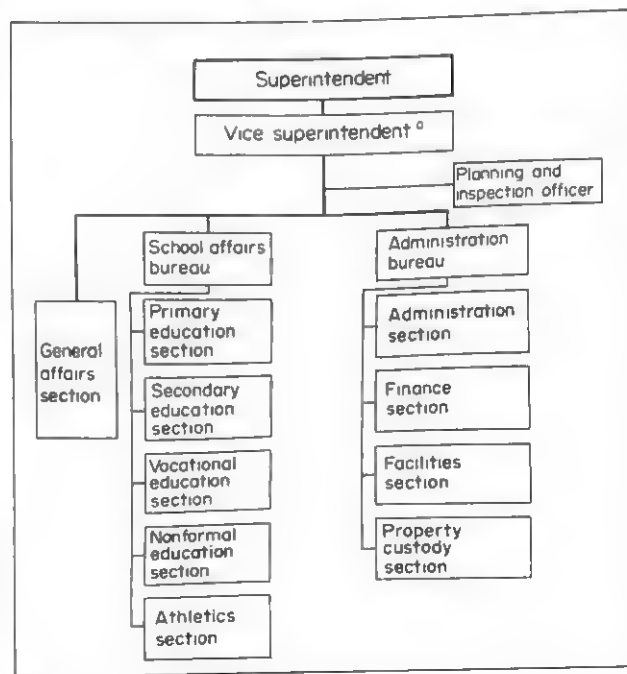 Superintendent
Vice superintendent a
Planning and
inspection officer
School affairs
bureau
Administration
bureau
General
affairs
section
Primary
education
section
Secondary
education
section
Vocational
education
section
Nonformal
education
section
Athletics
section
Administration
section
Finance
section
Facilities
section
Property
custody
section